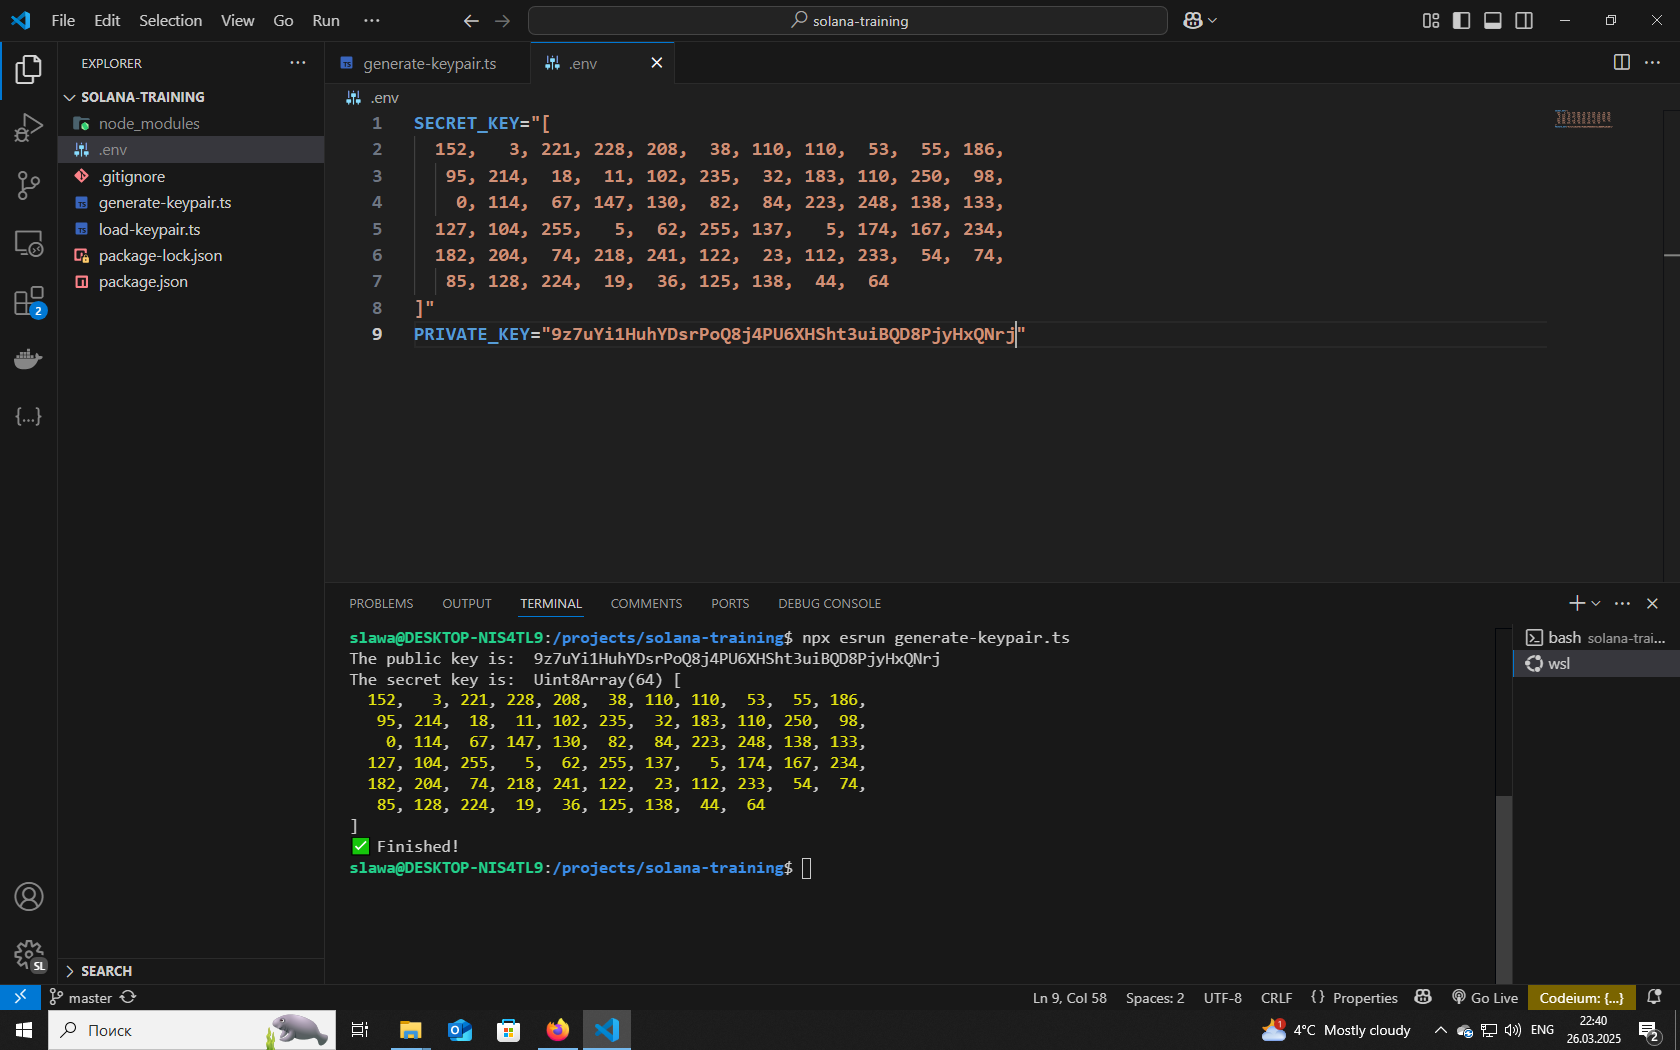 File Edit Selection View Go Run ··· solana-training
EXPLORER ···
SOLANA-TRAINING
node_modules
.env
.gitignore
generate-keypair.ts
load-keypair.ts
package-lock.json
package.json
2
SL
SEARCH
generate-keypair.ts .env
.env
1 SECRET_KEY="[
2 152, 3, 221, 228, 208, 38, 110, 110, 53, 55, 186,
3 95, 214, 18, 11, 102, 235, 32, 183, 110, 250, 98,
4 0, 114, 67, 147, 130, 82, 84, 223, 248, 138, 133,
5 127, 104, 255, 5, 62, 255, 137, 5, 174, 167, 234,
6 182, 204, 74, 218, 241, 122, 23, 112, 233, 54, 74,
7 85, 128, 224, 19, 36, 125, 138, 44, 64
8 ]"
9 PRIVATE_KEY="9z7uYi1HuhYDsrPoQ8j4PU6XHSht3uiBQD8PjyHxQNrj"
PROBLEMS OUTPUT TERMINAL COMMENTS PORTS DEBUG CONSOLE
slawa@DESKTOP-NIS4TL9:/projects/solana-training$ npx esrun generate-keypair.ts
The public key is: 9z7uYi1HuhYDsrPoQ8j4PU6XHSht3uiBQD8PjyHxQNrj
The secret key is: Uint8Array(64) [
152, 3, 221, 228, 208, 38, 110, 110, 53, 55, 186,
95, 214, 18, 11, 102, 235, 32, 183, 110, 250, 98,
0, 114, 67, 147, 130, 82, 84, 223, 248, 138, 133,
127, 104, 255, 5, 62, 255, 137, 5, 174, 167, 234,
182, 204, 74, 218, 241, 122, 23, 112, 233, 54, 74,
85, 128, 224, 19, 36, 125, 138, 44, 64
]
✅ Finished!
slawa@DESKTOP-NIS4TL9:/projects/solana-training$
bash solana-trai...
wsl
master Ln 9, Col 58 Spaces: 2 UTF-8 CRLF {} Properties Go Live Codeium: {...}
Поиск 1 4°C Mostly cloudy ENG 22:40
26.03.2025 2